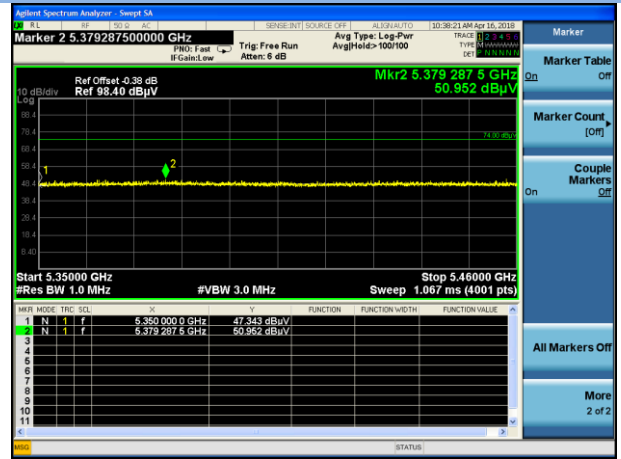 Agilent Spectrum Analyzer - Swept SA
RL RF 50 Ω AC SENSE:INT SOURCE OFF ALIGNAUTO 10:38:21 AM Apr 16, 2018
Marker 2 5.379287500000 GHz
PNO: Fast
IFGain:Low
Trig: Free Run
Atten: 6 dB
Avg Type: Log-Pwr
Avg|Hold:>100/100
TRACE 1 2 3 4 5 6
TYPE M
DET P N N N N N
Ref Offset -0.38 dB
10 dB/div Ref 98.40 dBµV
Log
Mkr2 5.379 287 5 GHz
50.952 dBµV
88.4
78.4
74.00 dBµV
68.4
58.4
1
2
48.4
38.4
28.4
18.4
8.40
Start 5.35000 GHz Stop 5.46000 GHz
#Res BW 1.0 MHz #VBW 3.0 MHz Sweep 1.067 ms (4001 pts)
MKR MODE TRC SCL X Y FUNCTION FUNCTION WIDTH FUNCTION VALUE
1 N 1 f 5.350 000 0 GHz 47.343 dBµV
2 N 1 f 5.379 287 5 GHz 50.952 dBµV
3
4
5
6
7
8
9
10
11
MSG STATUS
Marker
Marker Table
On Off
Marker Count
[Off]
Couple
Markers
On Off
All Markers Off
More
2 of 2